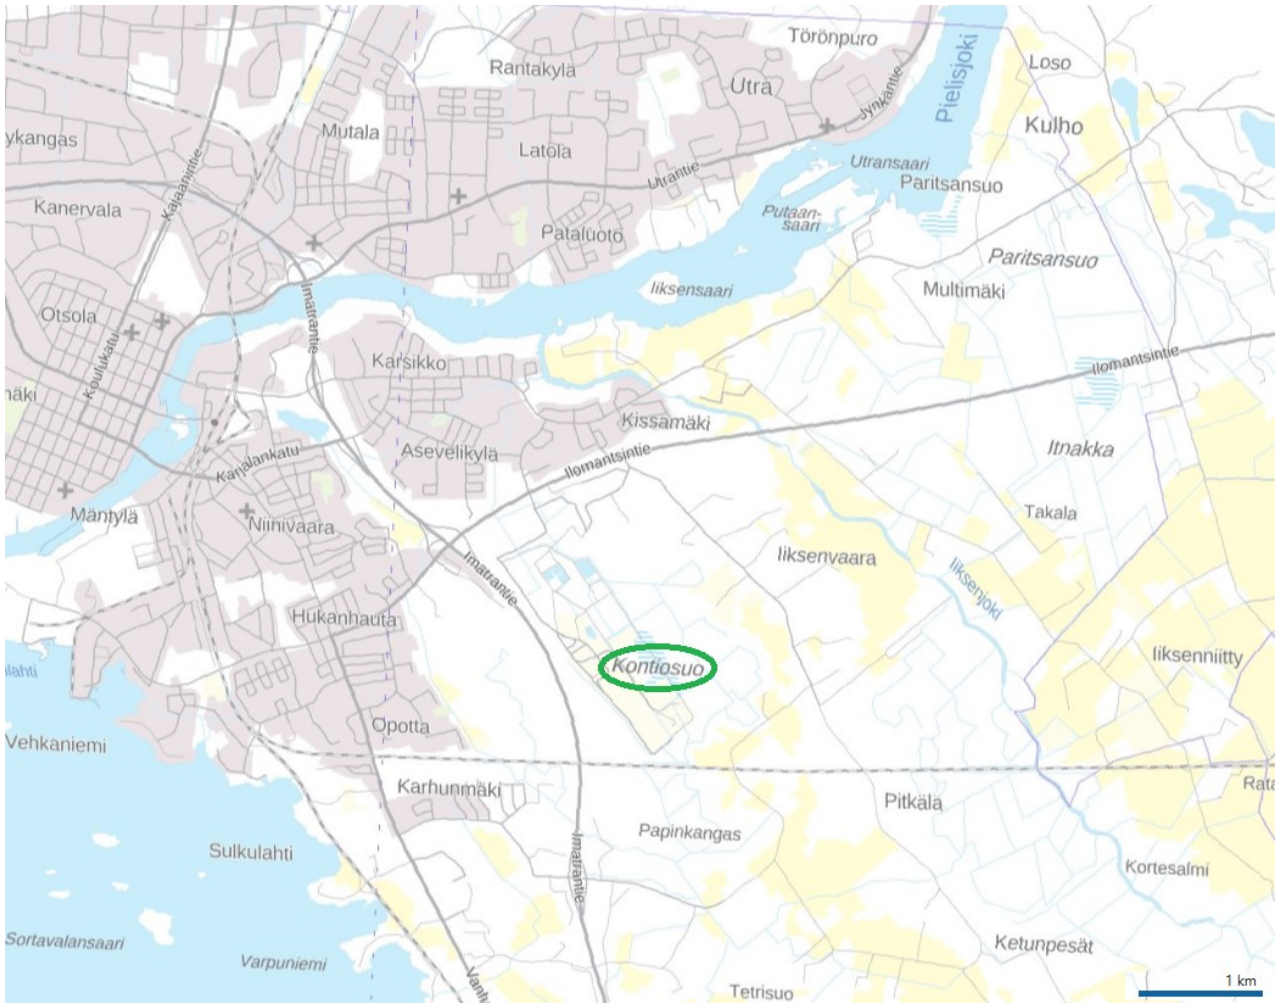 Törönpuro
Rantakylä
Loso
Utra
Jynkäntie
Pielisjoki
Kulho
Mutala
ykangas
Latola
Kajaanintie
Utrantie
Utransaari
Paritsansuo
Kanervala
Putaan-
saari
Pataluoto
Paritsansuo
Iiksensaari
Multimäki
Otsola
Imatrantie
Koulukatu
Karsikko
Ilomantsintie
näki
Kissamäki
Itnakka
Asevelikylä
Karjalankatu
Ilomantsintie
Mäntylä
Niinivaara
Takala
Iiksenvaara
Imatrantie
Iiksenjoki
Hukanhauta
Kontiosuo
Iiksenniitty
lahti
Opotta
Vehkaniemi
Karhunmäki
Rata
Pitkälä
Papinkangas
Sulkulahti
Imatrantie
Kortesalmi
Sortavalansaari
Ketunpesät
Varpuniemi
Vanh
Tetrisuo
1 km